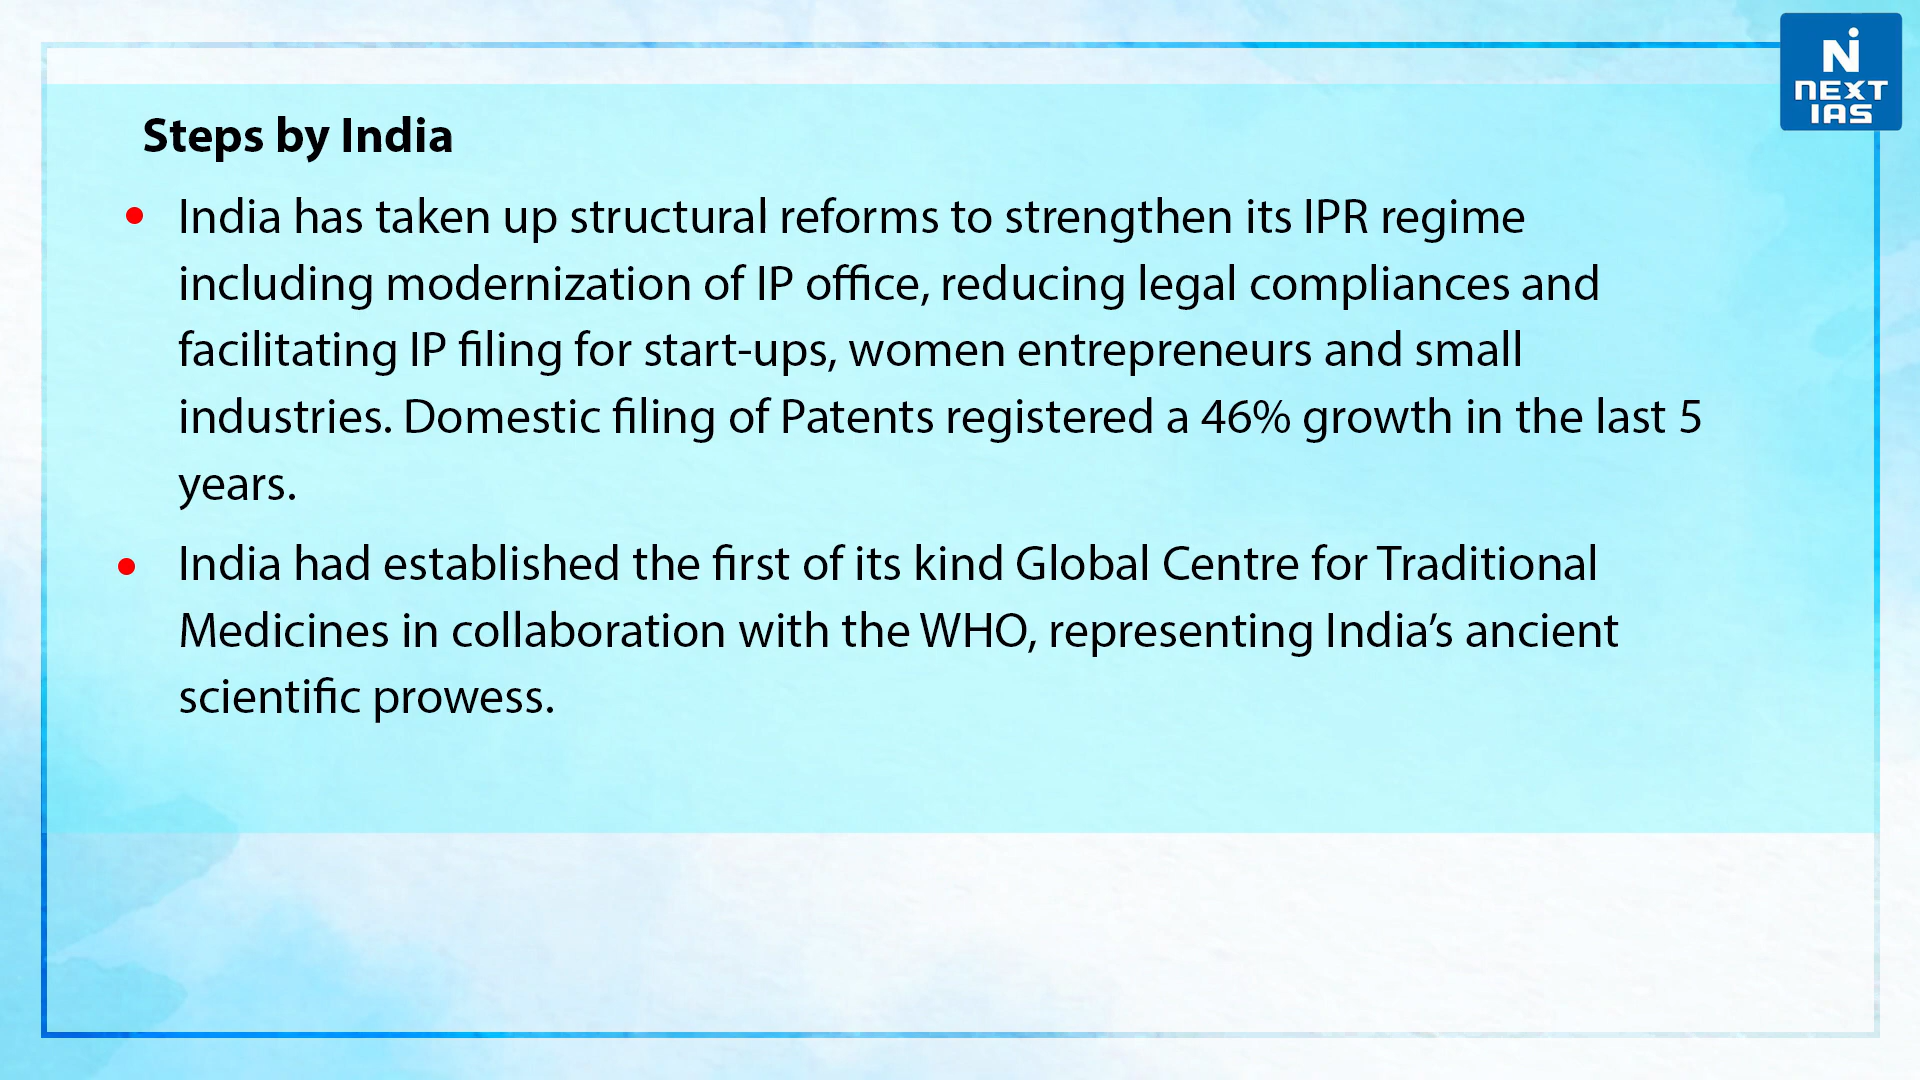 NEXT
IAS
Steps by India
• India has taken up structural reforms to strengthen its IPR regime
including modernization of IP office, reducing legal compliances and
facilitating IP filing for start-ups, women entrepreneurs and small
industries. Domestic filing of Patents registered a 46% growth in the last 5
years.
• India had established the first of its kind Global Centre for Traditional
Medicines in collaboration with the WHO, representing India’s ancient
scientific prowess.